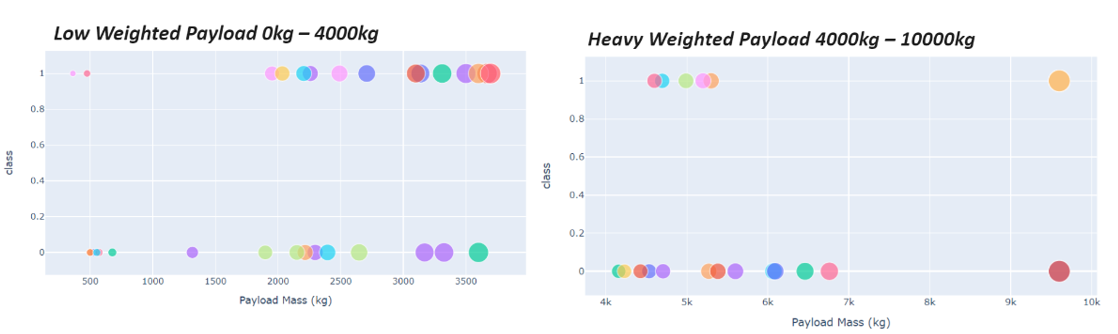 Low Weighted Payload 0kg – 4000kg
1
0.8
0.6
0.4
0.2
0
class
500 1000 1500 2000 2500 3000 3500
Payload Mass (kg)
Heavy Weighted Payload 4000kg – 10000kg
1
0.8
0.6
0.4
0.2
0
class
4k 5k 6k 7k 8k 9k 10k
Payload Mass (kg)